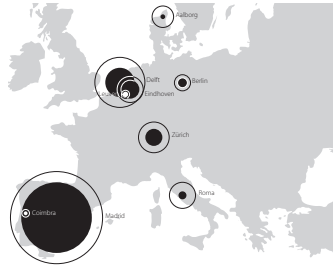 Aalborg
Delft
Berlin
Eindhoven
Zürich
Roma
Coimbra
Madrid